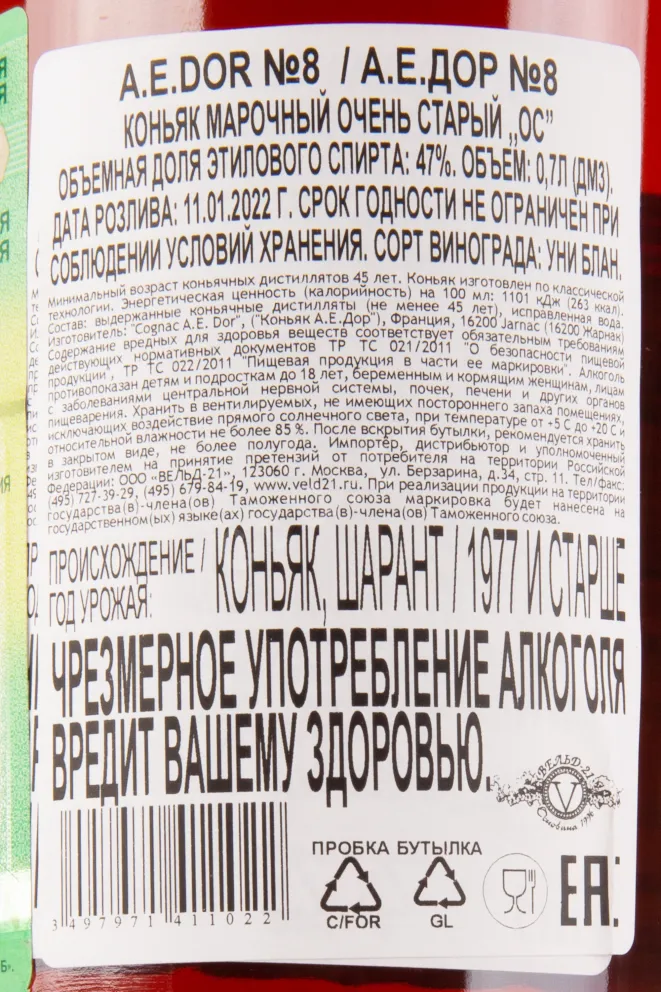 A.E.DOR №8 / А.Е.ДОР №8
КОНЬЯК МАРОЧНЫЙ ОЧЕНЬ СТАРЫЙ „ОС”
ОБЪЕМНАЯ ДОЛЯ ЭТИЛОВОГО СПИРТА: 47%. ОБЪЕМ: 0,7Л (ДМ3).
ДАТА РОЗЛИВА: 11.01.2022 Г. СРОК ГОДНОСТИ НЕ ОГРАНИЧЕН ПРИ
СОБЛЮДЕНИИ УСЛОВИЙ ХРАНЕНИЯ. СОРТ ВИНОГРАДА: УНИ БЛАН.
Минимальный возраст коньячных дистиллятов 45 лет. Коньяк изготовлен по классической
технологии. Энергетическая ценность (калорийность) на 100 мл: 1101 кДж (263 ккал).
Состав: выдержанные коньячные дистилляты (не менее 45 лет), исправленная вода.
Изготовитель: "Cognac A.E. Dor", ("Коньяк А.Е.Дор"), Франция, 16200 Jarnac (16200 Жарнак)
Содержание вредных для здоровья веществ соответствует обязательным требованиям
действующих нормативных документов ТР ТС 021/2011 "О безопасности пищевой
продукции , ТР ТС 022/2011 "Пищевая продукция в части ее маркировки". Алкоголь
противопоказан детям и подросткам до 18 лет, беременным и кормящим женщинам, лицам
с заболеваниями центральной нервной системы, почек, печени и других органов
пищеварения. Хранить в вентилируемых, не имеющих постороннего запаха помещениях,
исключающих воздействие прямого солнечного света, при температуре от +5 С до +20 С и
относительной влажности не более 85 %. После вскрытия бутылки, рекомендуется хранить
в закрытом виде, не более полугода. Импортёр, дистрибьютор и уполномоченный
изготовителем на принятие претензий от потребителя на территории Российской
Федерации: ООО «ВЕЛЬД-21», 123060 г. Москва, ул. Берзарина, д.34, стр. 11. Тел/факс:
(495) 727-39-29, (495) 679-84-19, www.veld21.ru. При реализации продукции на территории
государства(в)-члена(ов) Таможенного союза маркировка будет нанесена на
государственном(ых) языке(ах) государства(в)-члена(ов) Таможенного союза.
ПРОИСХОЖДЕНИЕ / ГОД УРОЖАЯ: КОНЬЯК, ШАРАНТ / 1977 И СТАРШЕ
ЧРЕЗМЕРНОЕ УПОТРЕБЛЕНИЕ АЛКОГОЛЯ
ВРЕДИТ ВАШЕМУ ЗДОРОВЬЮ.
ВЕЛЬД-21
V
ПРОБКА БУТЫЛКА
C/FOR GL
EAC
3 497971 411022